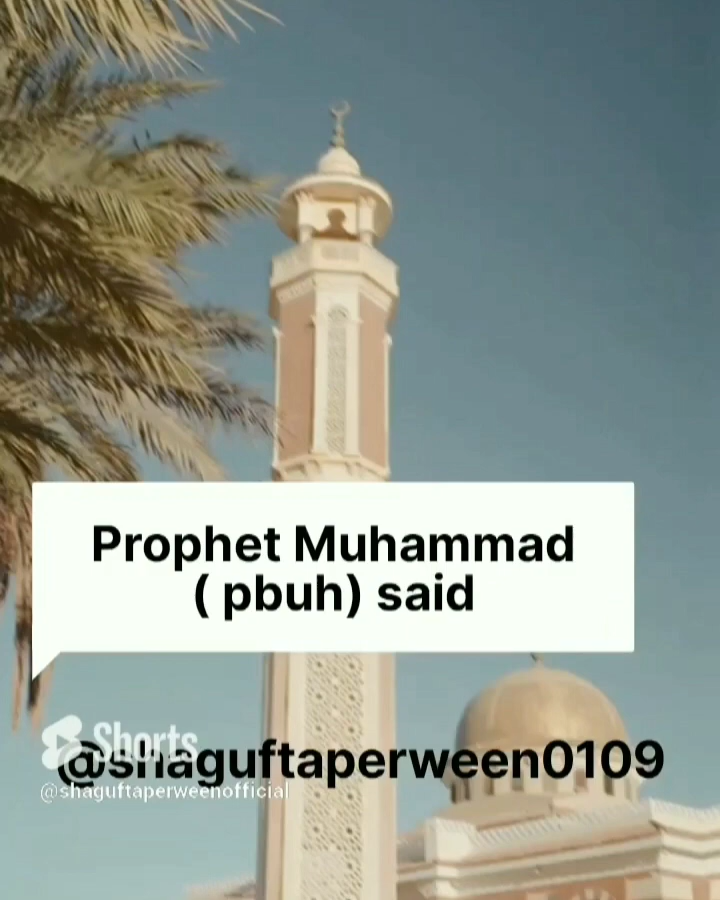 Prophet Muhammad
( pbuh) said
Shorts
@shaguftaperween0109
@shaguftaperweenofficial